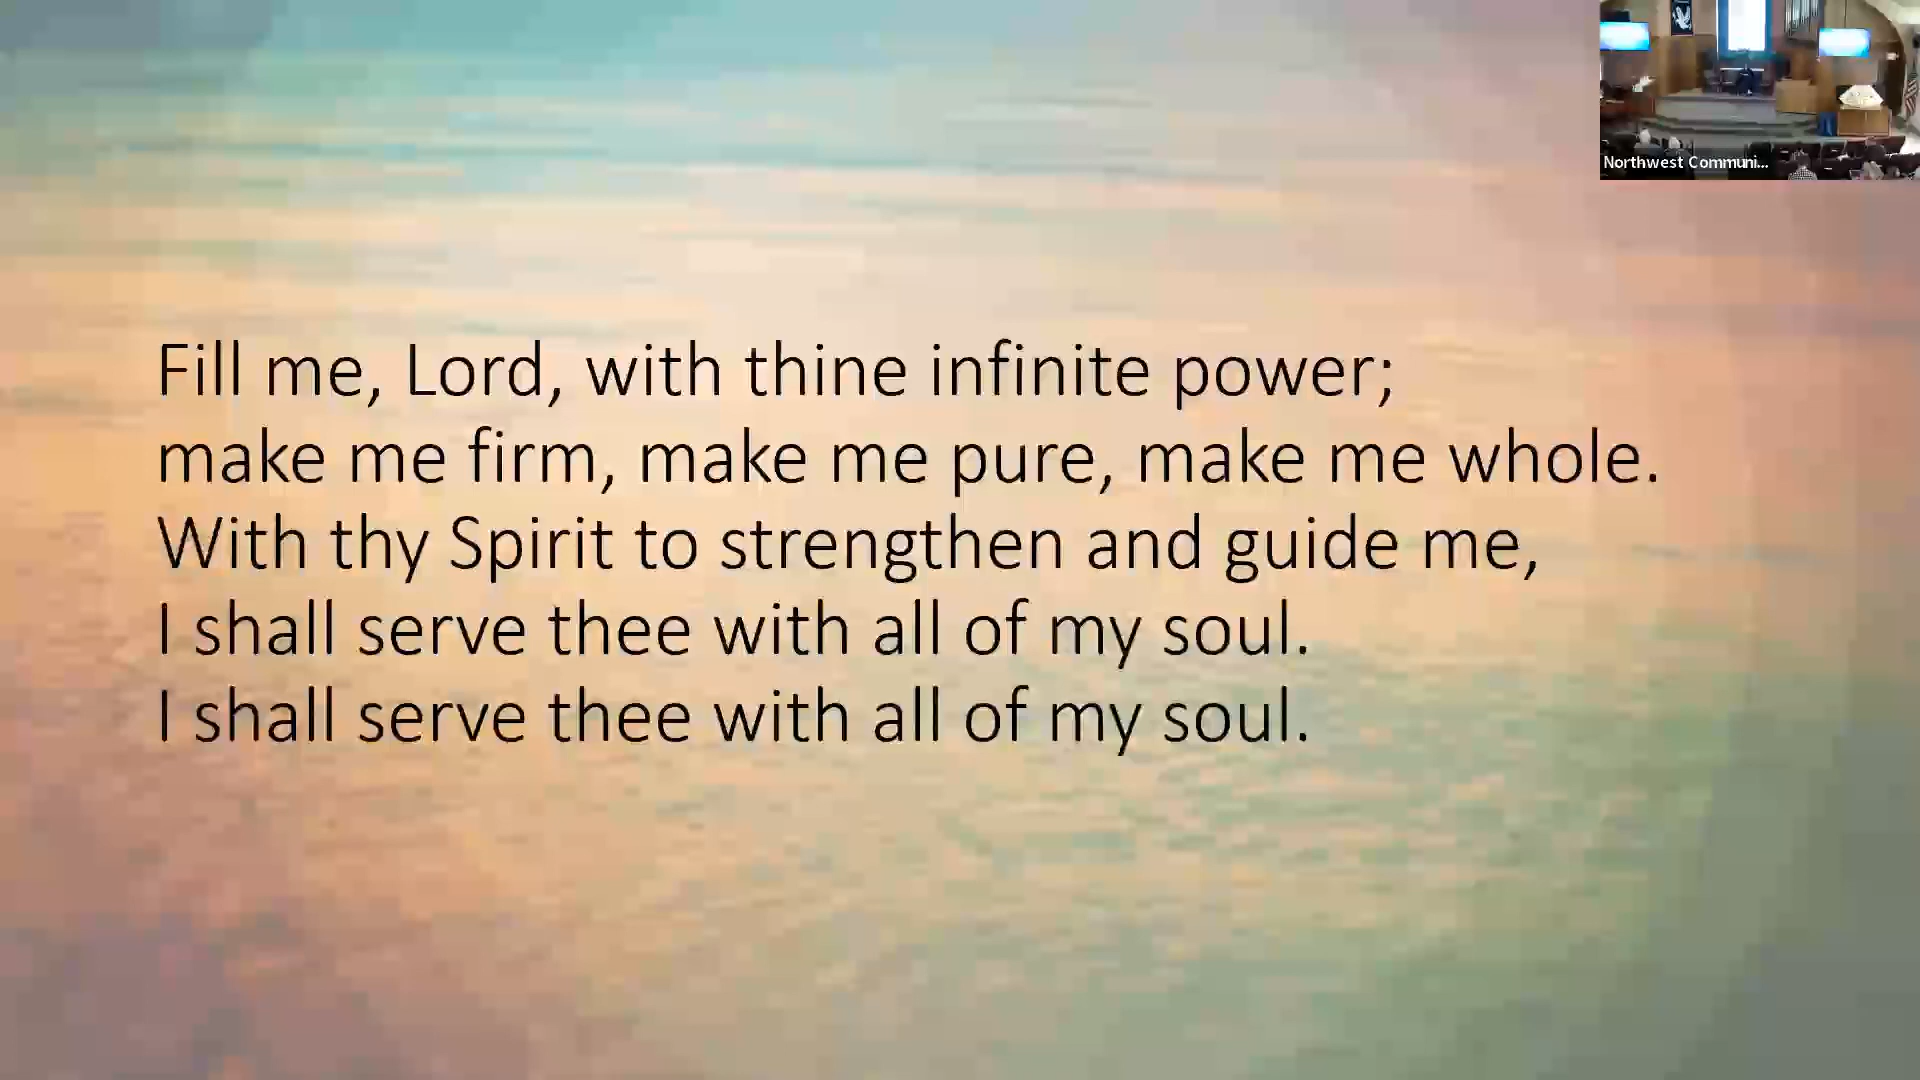 Northwest Communi...
Fill me, Lord, with thine infinite power;
make me firm, make me pure, make me whole.
With thy Spirit to strengthen and guide me,
I shall serve thee with all of my soul.
I shall serve thee with all of my soul.